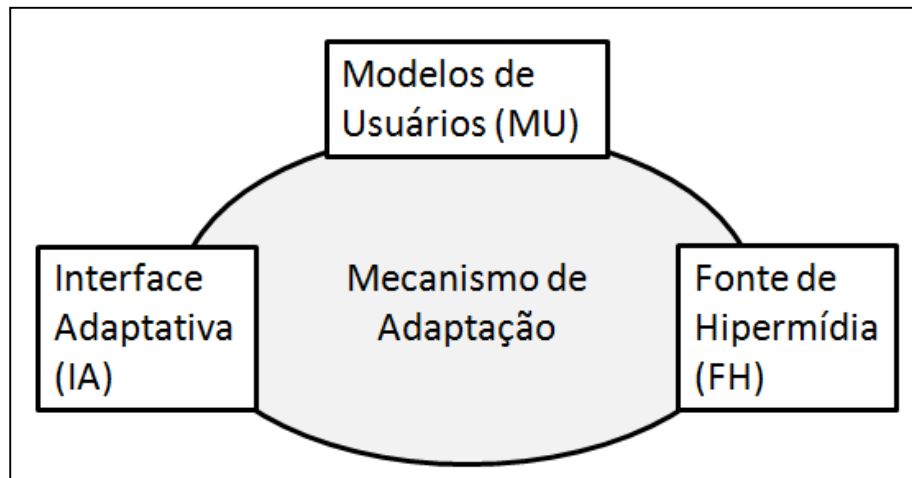 Modelos de
Usuários (MU)
Interface
Adaptativa
(IA)
Mecanismo de
Adaptação
Fonte de
Hipermídia
(FH)